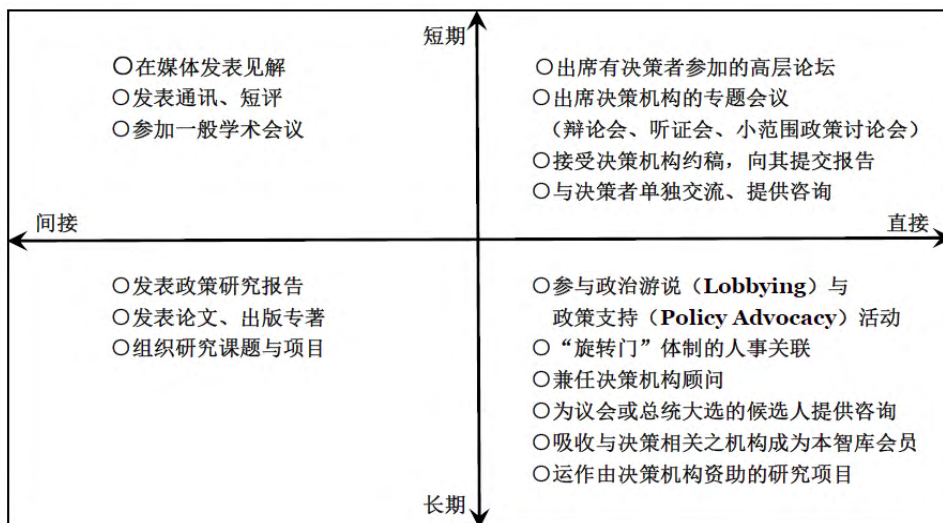 短期
○在媒体发表见解
○发表通讯、短评
○参加一般学术会议
○出席有决策者参加的高层论坛
○出席决策机构的专题会议
（辩论会、听证会、小范围政策讨论会）
○接受决策机构约稿，向其提交报告
○与决策者单独交流、提供咨询
间接
直接
○发表政策研究报告
○发表论文、出版专著
○组织研究课题与项目
○参与政治游说（Lobbying）与
政策支持（Policy Advocacy）活动
○“旋转门”体制的人事关联
○兼任决策机构顾问
○为议会或总统大选的候选人提供咨询
○吸收与决策相关之机构成为本智库会员
○运作由决策机构资助的研究项目
长期